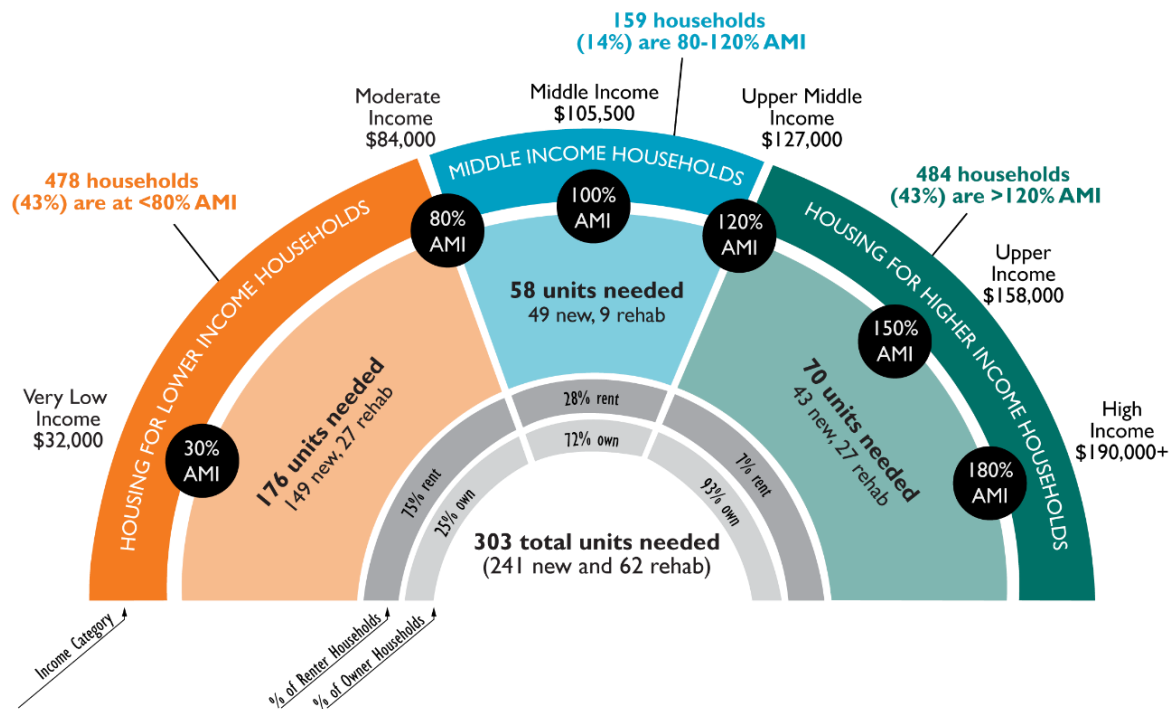 159 households
(14%) are 80-120% AMI
Moderate
Income
$84,000
Middle Income
$105,500
Upper Middle
Income
$127,000
478 households
(43%) are at <80% AMI
484 households
(43%) are >120% AMI
Upper
Income
$158,000
Very Low
Income
$32,000
High
Income
$190,000+
HOUSING FOR LOWER INCOME HOUSEHOLDS
MIDDLE INCOME HOUSEHOLDS
HOUSING FOR HIGHER INCOME HOUSEHOLDS
30%
AMI
80%
AMI
100%
AMI
120%
AMI
150%
AMI
180%
AMI
176 units needed
149 new, 27 rehab
58 units needed
49 new, 9 rehab
70 units needed
43 new, 27 rehab
75% rent
28% rent
7% rent
25% own
72% own
93% own
303 total units needed
(241 new and 62 rehab)
Income Category
% of Renter Households
% of Owner Households